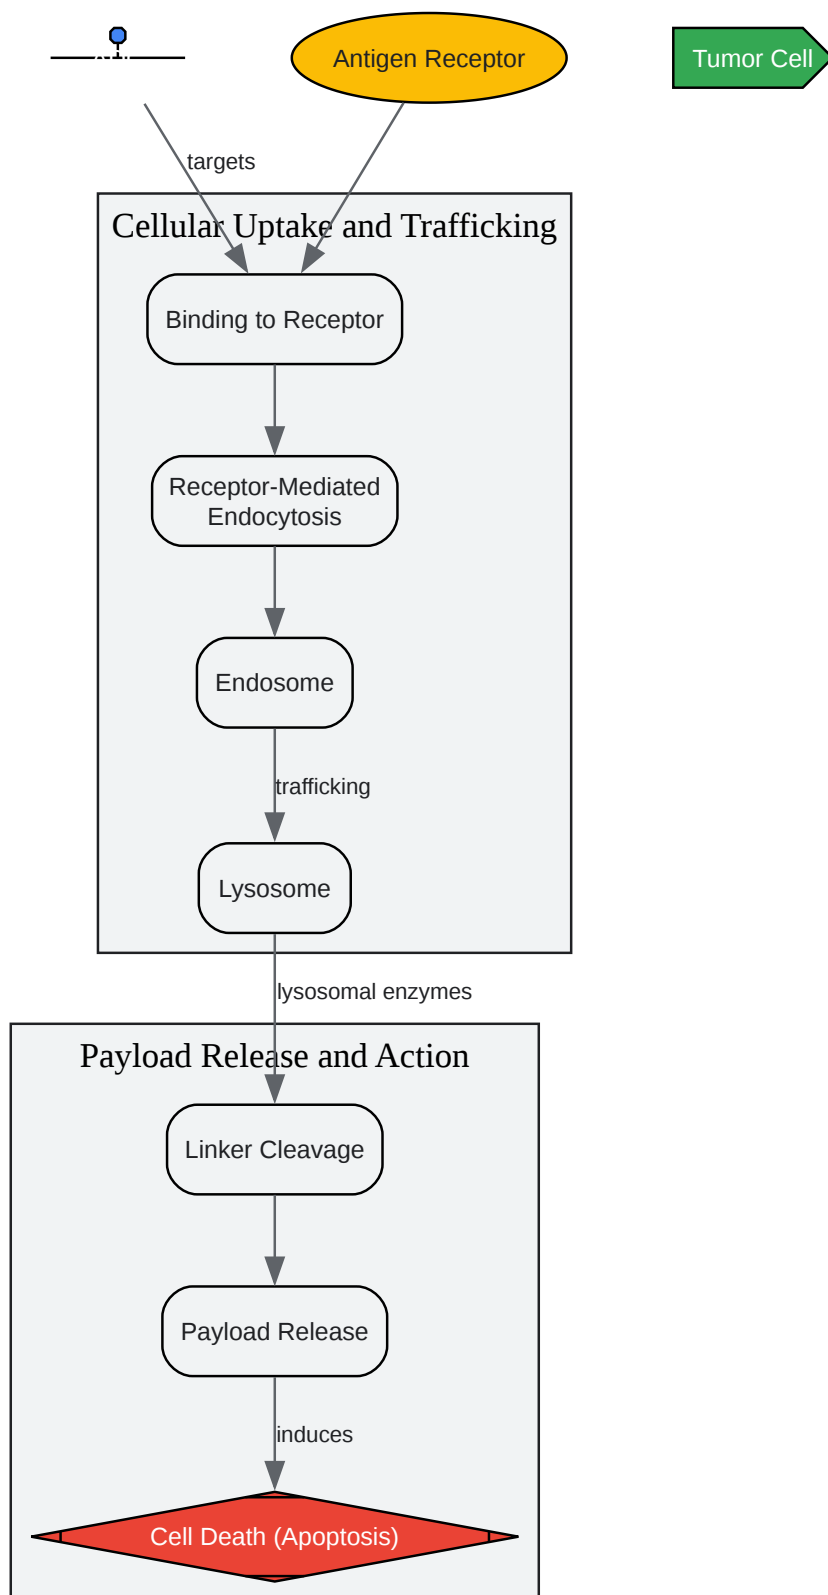 Antigen Receptor
Tumor Cell
targets
Cellular Uptake and Trafficking
Binding to Receptor
Receptor-Mediated
Endocytosis
Endosome
trafficking
Lysosome
lysosomal enzymes
Payload Release and Action
Linker Cleavage
Payload Release
induces
Cell Death (Apoptosis)